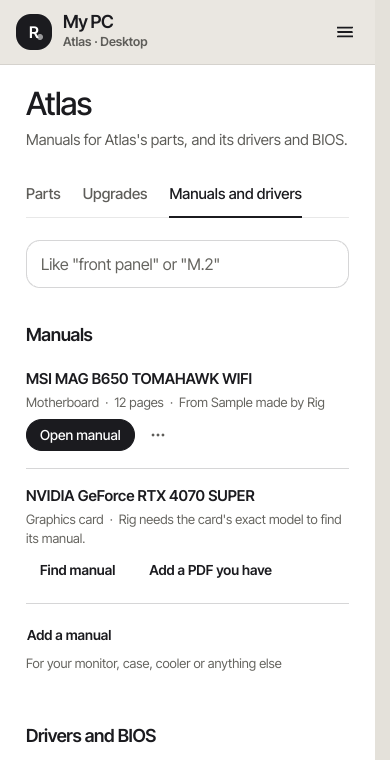 R
My PC
Atlas · Desktop
Atlas
Manuals for Atlas's parts, and its drivers and BIOS.
Parts Upgrades Manuals and drivers
Like "front panel" or "M.2"
Manuals
MSI MAG B650 TOMAHAWK WIFI
Motherboard · 12 pages · From Sample made by Rig
Open manual ···
NVIDIA GeForce RTX 4070 SUPER
Graphics card · Rig needs the card's exact model to find
its manual.
Find manual Add a PDF you have
Add a manual
For your monitor, case, cooler or anything else
Drivers and BIOS